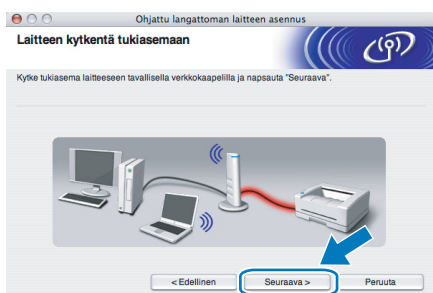 Ohjattu langattoman laitteen asennus
Laitteen kytkentä tukiasemaan
Kytke tukiasema laitteeseen tavallisella verkkokaapelilla ja napsauta "Seuraava".
< Edellinen
Seuraava >
Peruuta